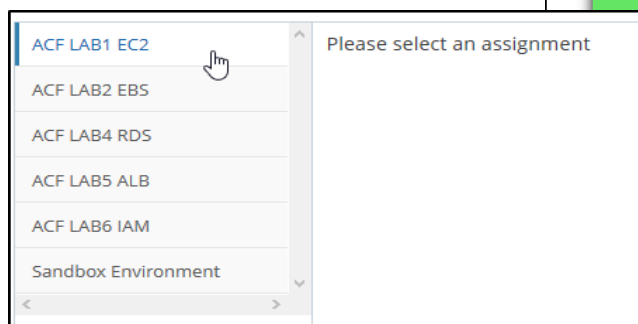 ACF LAB1 EC2
ACF LAB2 EBS
ACF LAB4 RDS
ACF LAB5 ALB
ACF LAB6 IAM
Sandbox Environment
Please select an assignment